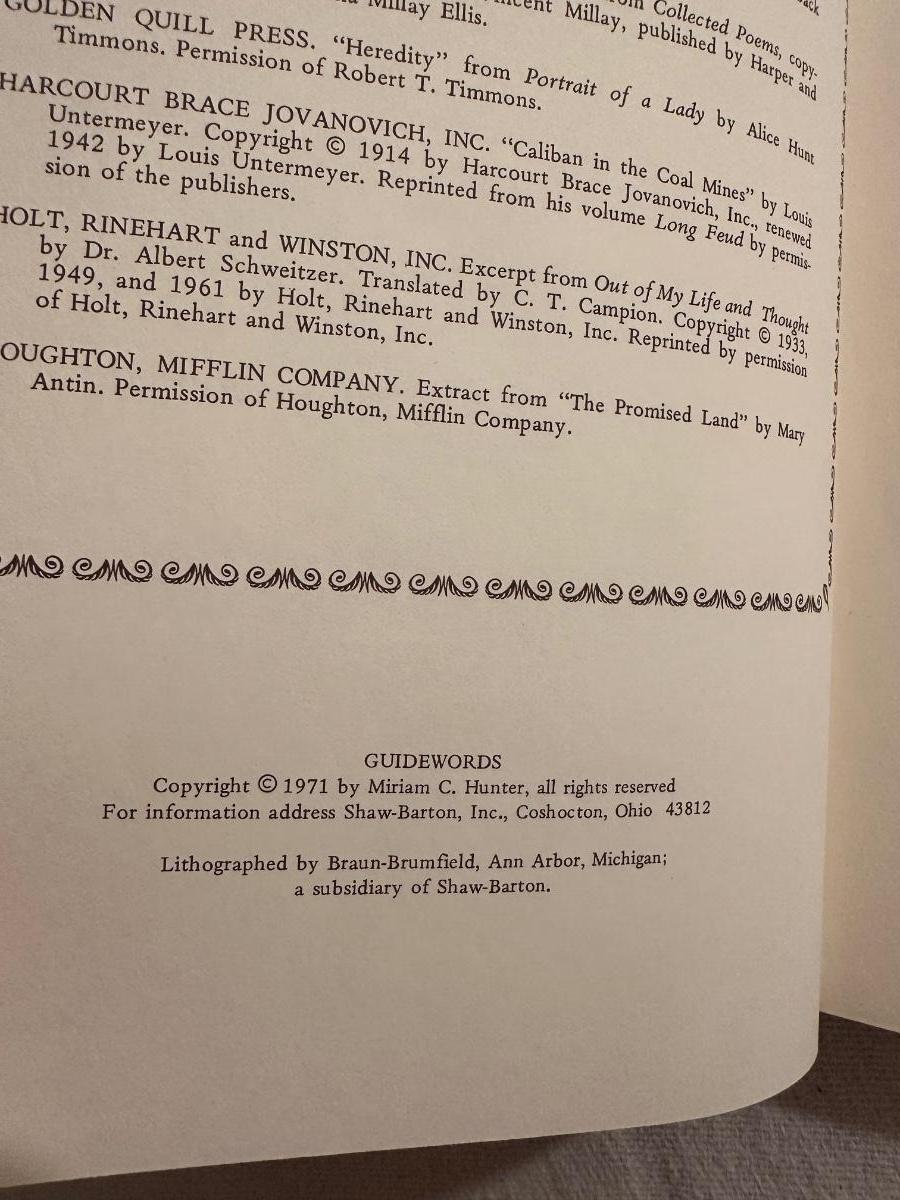 ack
om Collected Poems, copy-
ncent Millay, published by Harper and
Millay Ellis.
GOLDEN QUILL PRESS. “Heredity” from Portrait of a Lady by Alice Hunt
Timmons. Permission of Robert T. Timmons.
HARCOURT BRACE JOVANOVICH, INC. “Caliban in the Coal Mines” by Louis
Untermeyer. Copyright © 1914 by Harcourt Brace Jovanovich, Inc., renewed
1942 by Louis Untermeyer. Reprinted from his volume Long Feud by permis-
sion of the publishers.
HOLT, RINEHART and WINSTON, INC. Excerpt from Out of My Life and Thought
by Dr. Albert Schweitzer. Translated by C. T. Campion. Copyright © 1933,
1949, and 1961 by Holt, Rinehart and Winston, Inc. Reprinted by permission
of Holt, Rinehart and Winston, Inc.
OUGHTON, MIFFLIN COMPANY. Extract from “The Promised Land” by Mary
Antin. Permission of Houghton, Mifflin Company.
GUIDEWORDS
Copyright © 1971 by Miriam C. Hunter, all rights reserved
For information address Shaw-Barton, Inc., Coshocton, Ohio 43812
Lithographed by Braun-Brumfield, Ann Arbor, Michigan;
a subsidiary of Shaw-Barton.